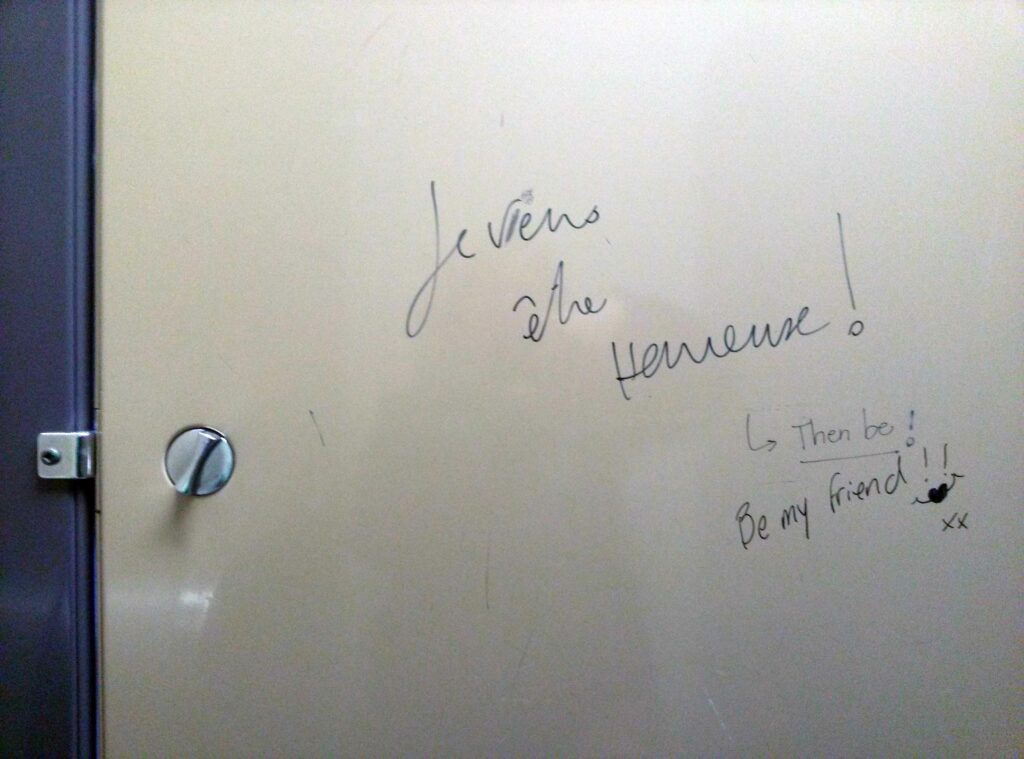 Je viens
être
Heureuse !
↳ Then be !
Be my friend !!
xx